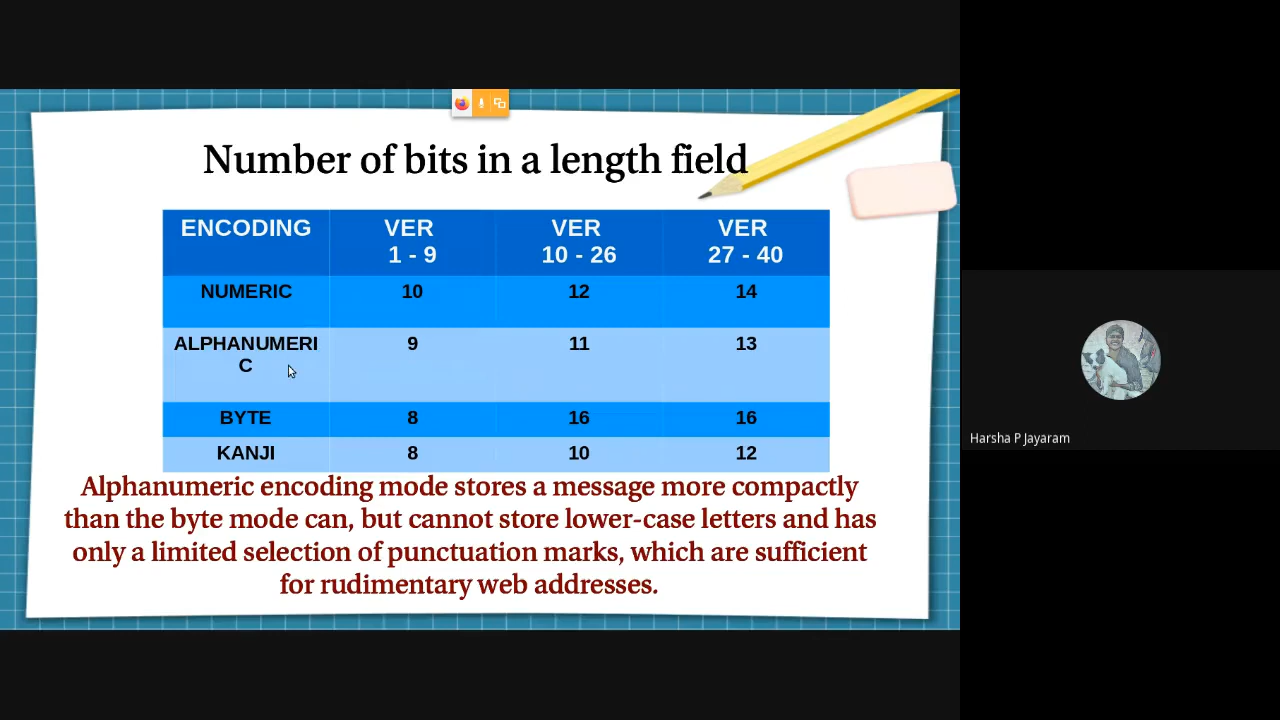 Number of bits in a length field
ENCODING VER 1 - 9 VER 10 - 26 VER 27 - 40
NUMERIC 10 12 14
ALPHANUMERI
C 9 11 13
BYTE 8 16 16
KANJI 8 10 12
Alphanumeric encoding mode stores a message more compactly
than the byte mode can, but cannot store lower-case letters and has
only a limited selection of punctuation marks, which are sufficient
for rudimentary web addresses.
Harsha P Jayaram